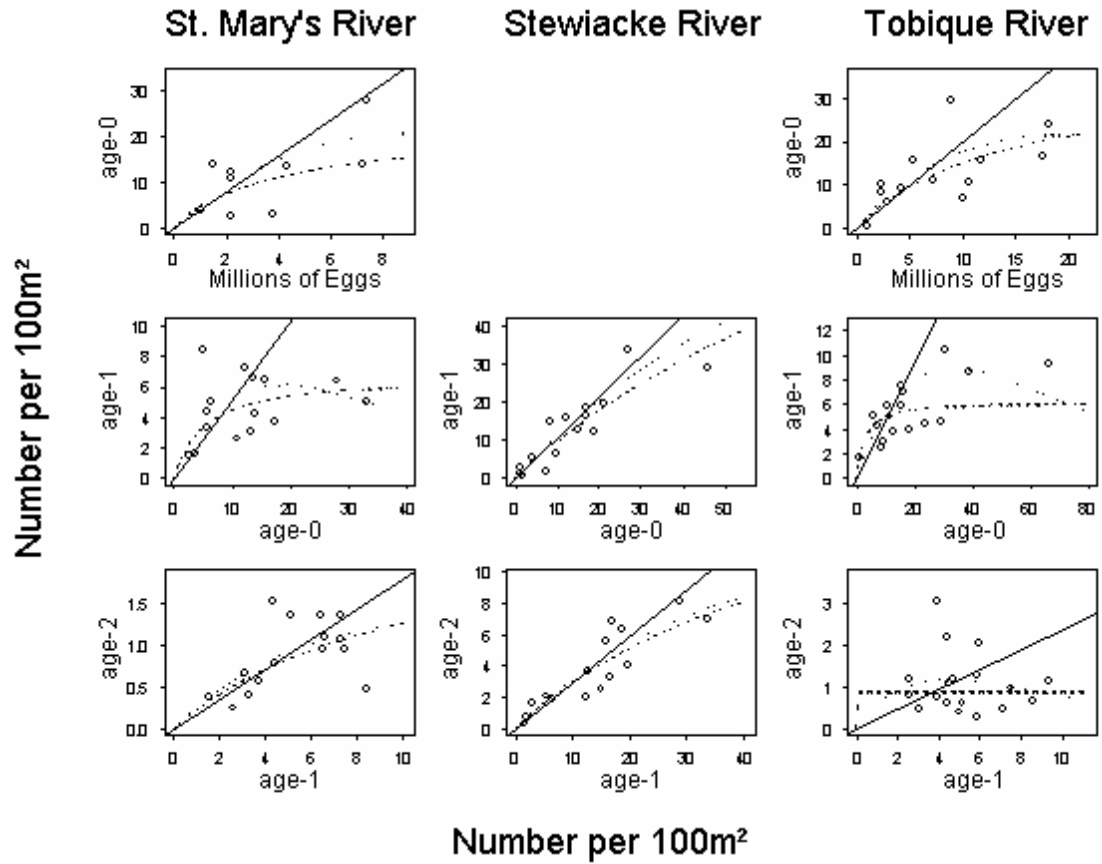 St. Mary's River Stewiacke River Tobique River
Number per 100m²
age-0
30
20
10
0
0 2 4 6 8
Millions of Eggs
age-0
30
20
10
0
0 5 10 15 20
Millions of Eggs
age-1
10
8
6
4
2
0
0 10 20 30 40
age-0
age-1
40
30
20
10
0
0 10 20 30 40 50
age-0
age-1
12
10
8
6
4
2
0
0 20 40 60 80
age-0
age-2
1.5
1.0
0.5
0.0
0 2 4 6 8 10
age-1
age-2
10
8
6
4
2
0
0 10 20 30 40
age-1
age-2
3
2
1
0
0 2 4 6 8 10
age-1
Number per 100m²